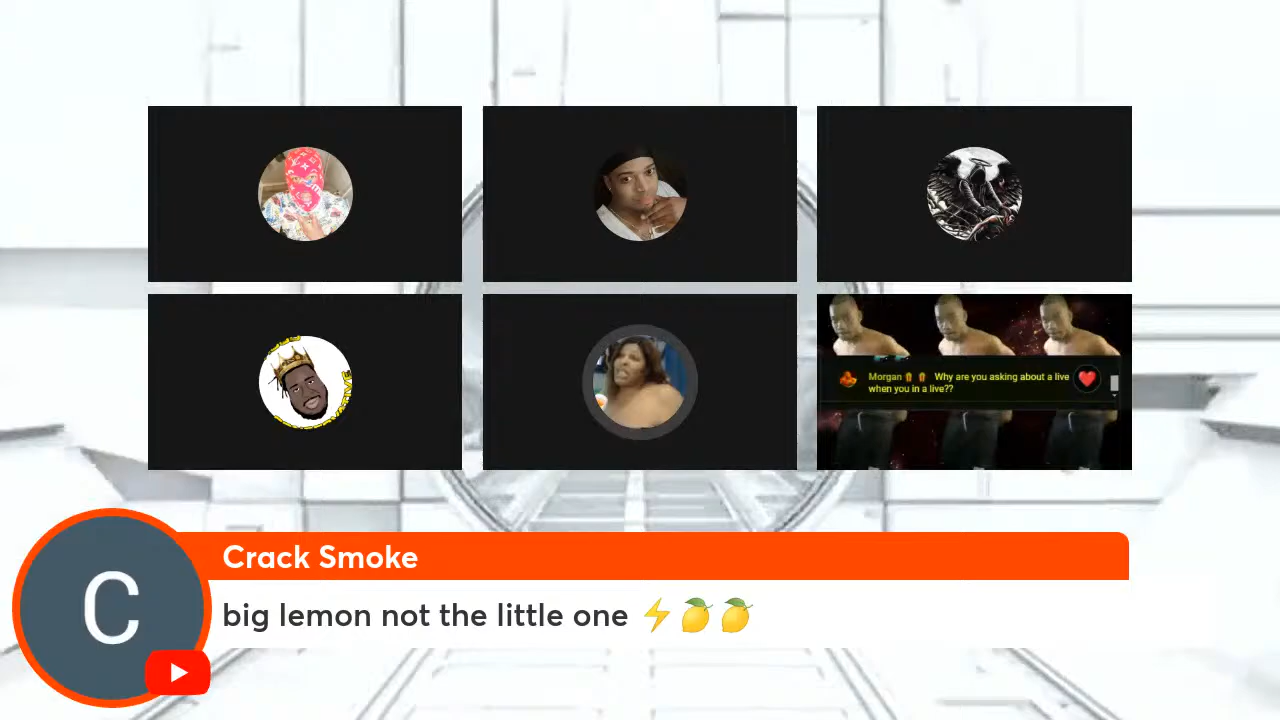 Morgan Why are you asking about a live
when you in a live??
Crack Smoke
C
big lemon not the little one ⚡🍋🍋